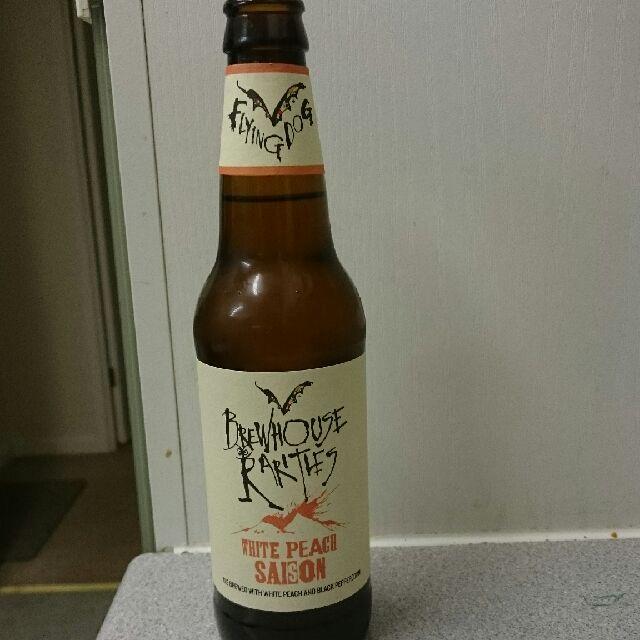 FLYING DOG
BREWHOUSE
RARITIES
WHITE PEACH
SAISON
BREWED WITH WHITE PEACH AND BLACK PEPPERCORN